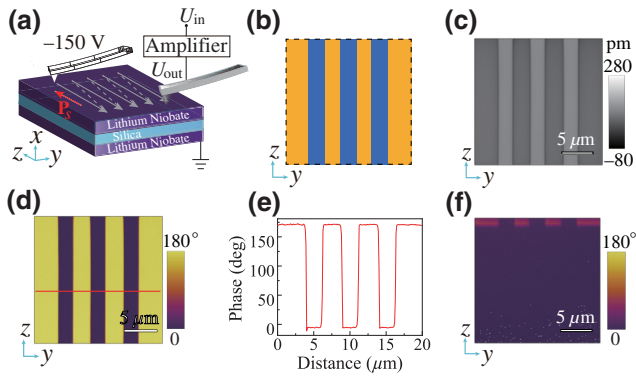 (a)
U_in
−150 V
Amplifier
U_out
P_s
Lithium Niobate
Silica
Lithium Niobate
x
z
y
(b)
z
y
(c)
pm
280
−80
5 μm
z
y
(d)
180°
0
5 μm
z
y
(e)
Phase (deg)
150
100
50
0
0 5 10 15 20
Distance (μm)
(f)
180°
0
5 μm
z
y